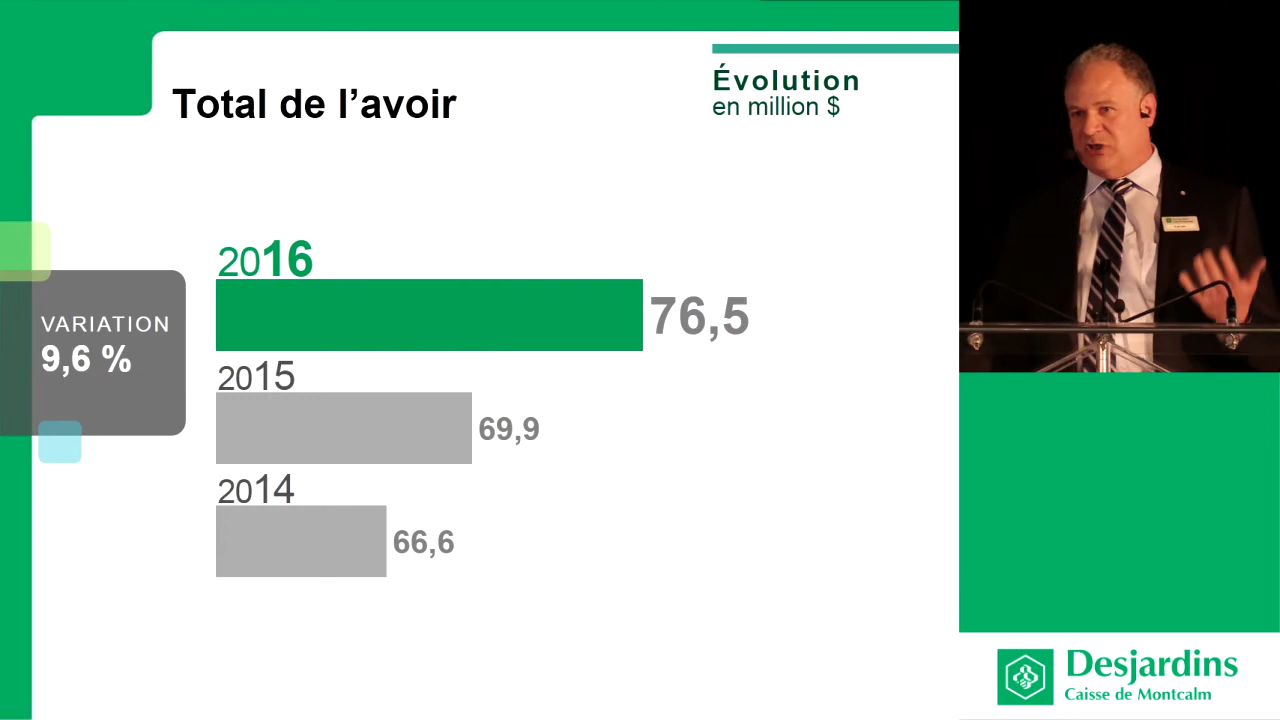 Total de l’avoir
Évolution
en million $
2016
76,5
VARIATION
9,6 %
2015
69,9
2014
66,6
Desjardins
Caisse de Montcalm